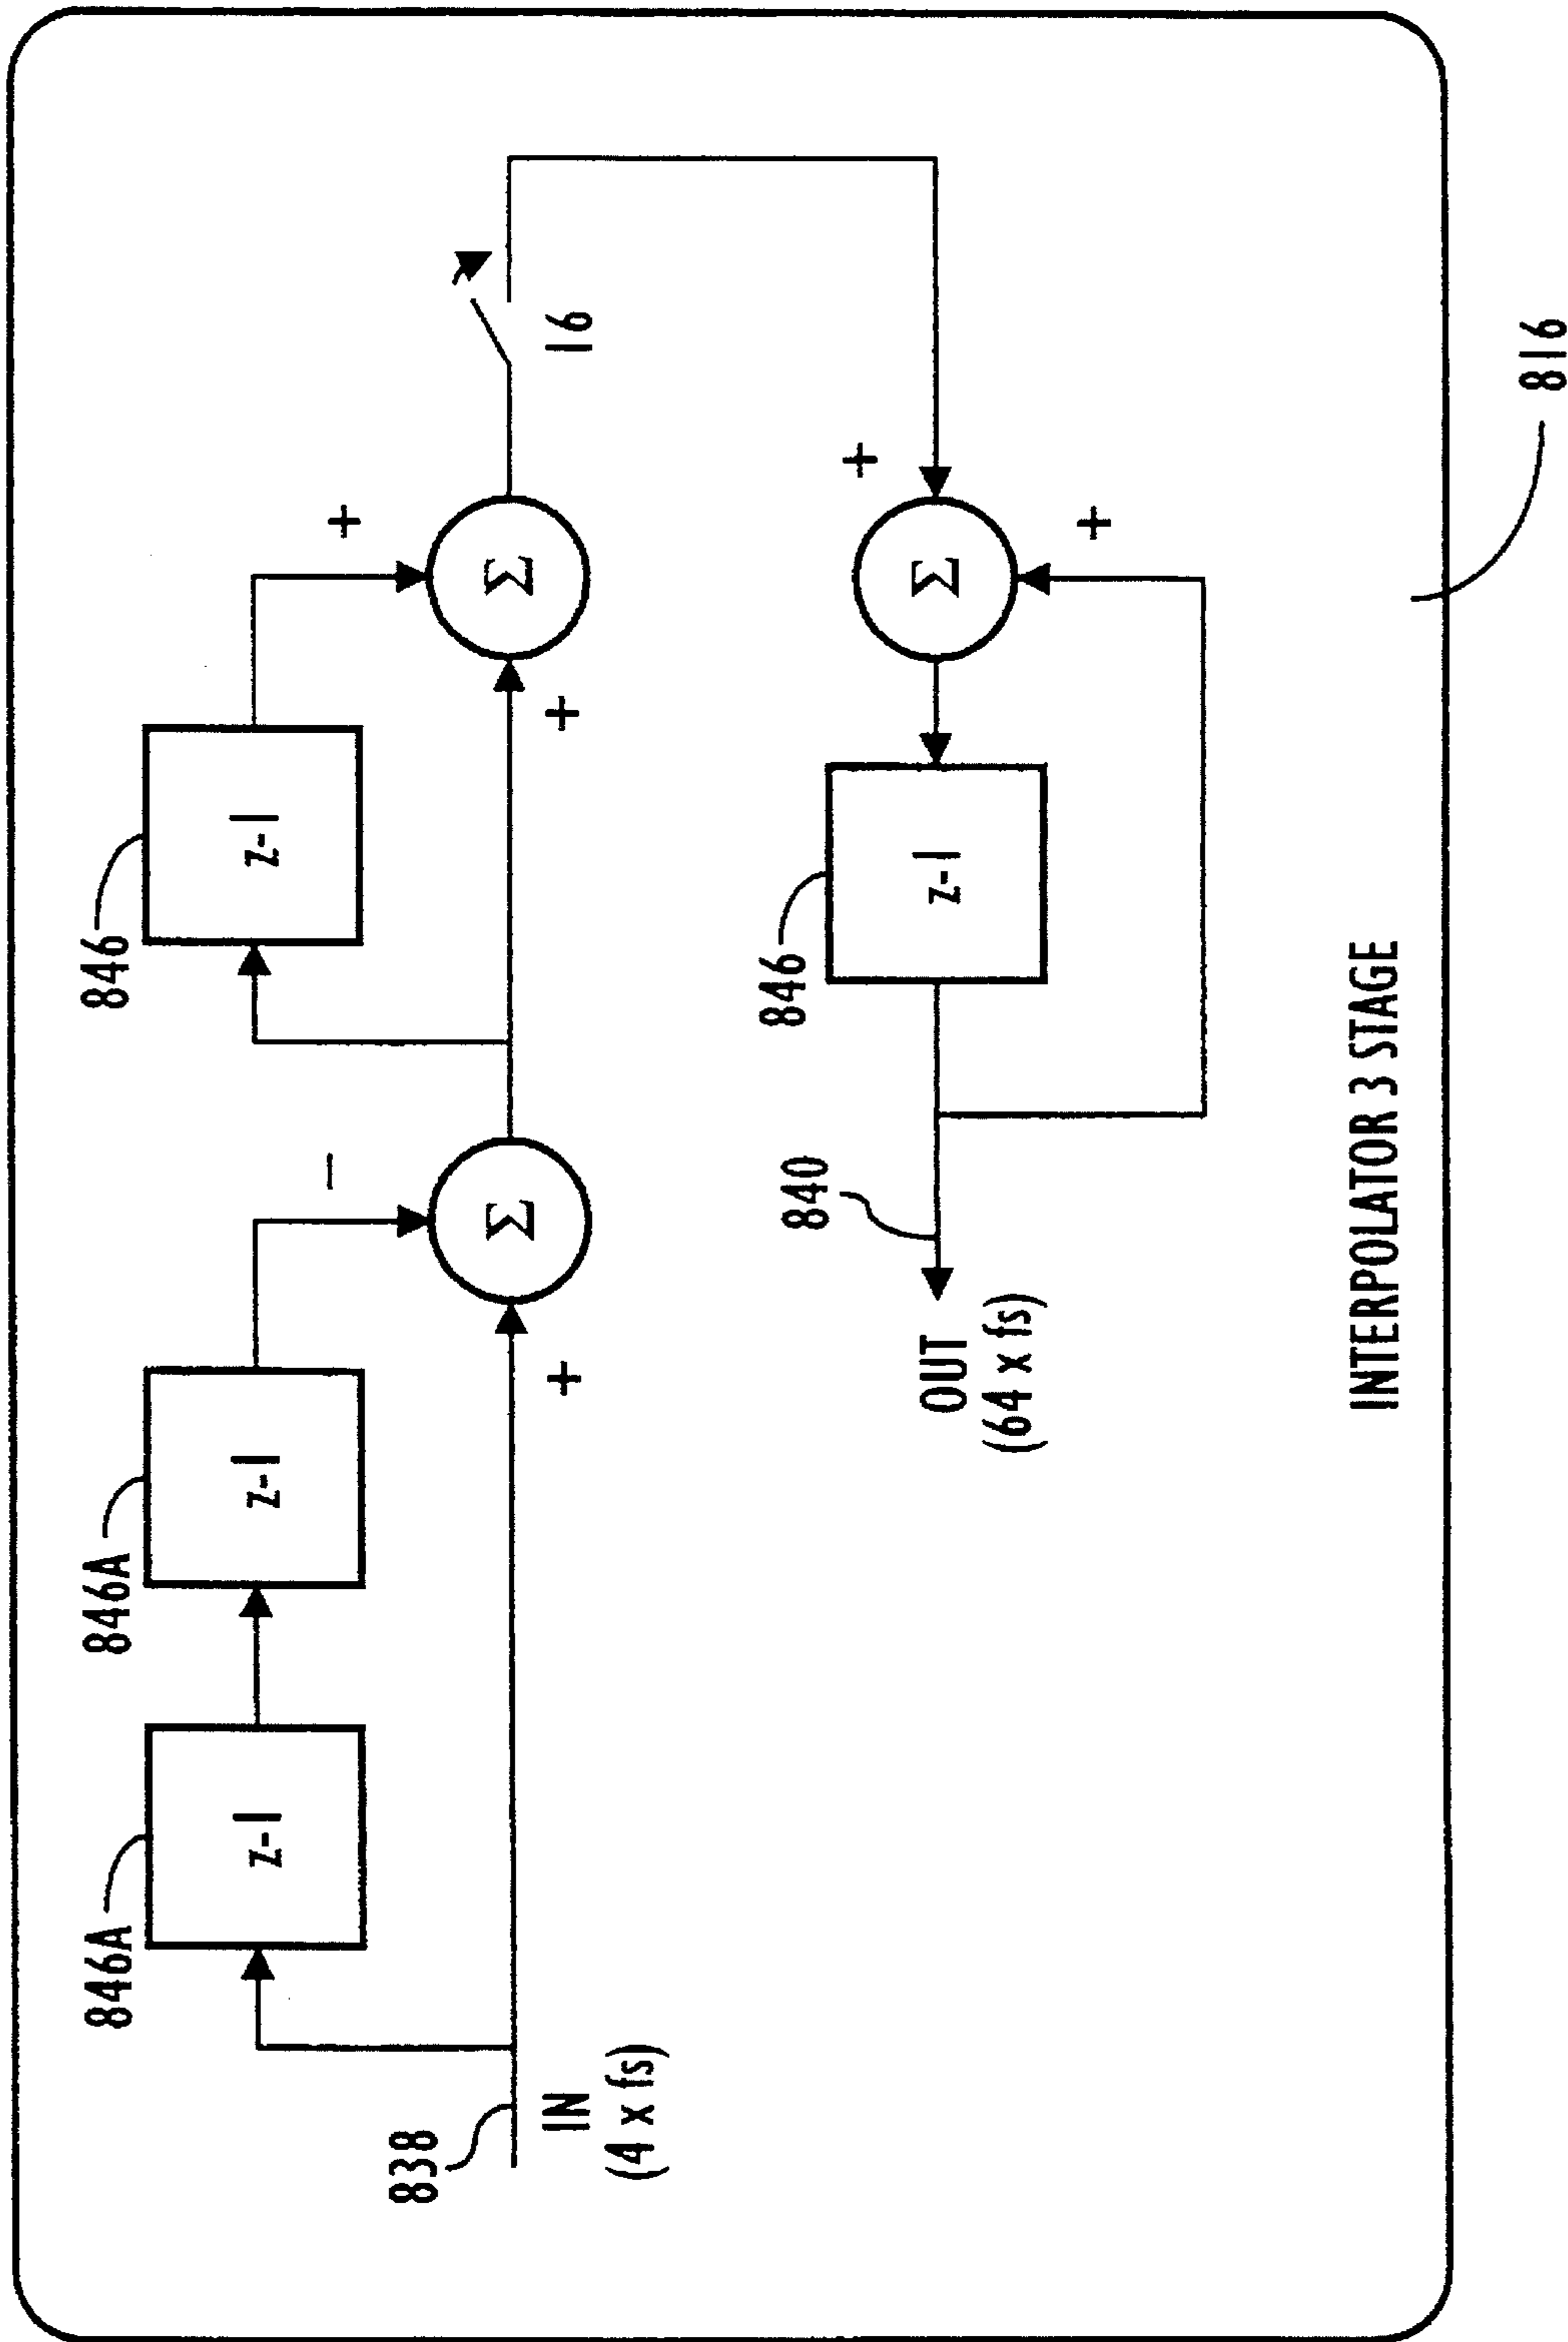 846A
846A
846
z-1
z-1
z-1
−
+
838
IN
(4 x fs)
+
Σ
+
Σ
16
846
840
z-1
+
OUT
(64 x fs)
Σ
+
INTERPOLATOR 3 STAGE
816